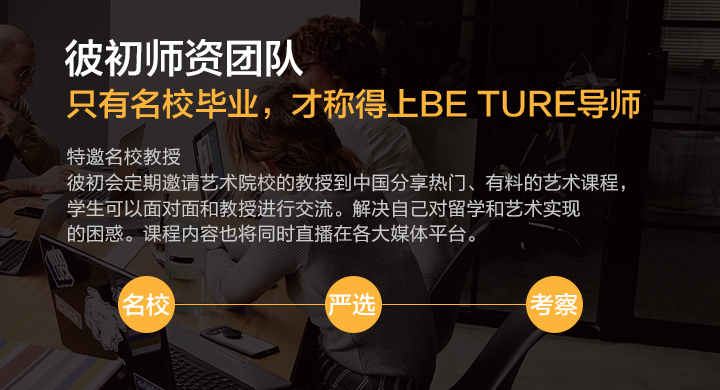 彼初师资团队
只有名校毕业，才称得上BE TURE导师
特邀名校教授
彼初会定期邀请艺术院校的教授到中国分享热门、有料的艺术课程，
学生可以面对面和教授进行交流。解决自己对留学和艺术实现
的困惑。课程内容也将同时直播在各大媒体平台。
名校 严选 考察